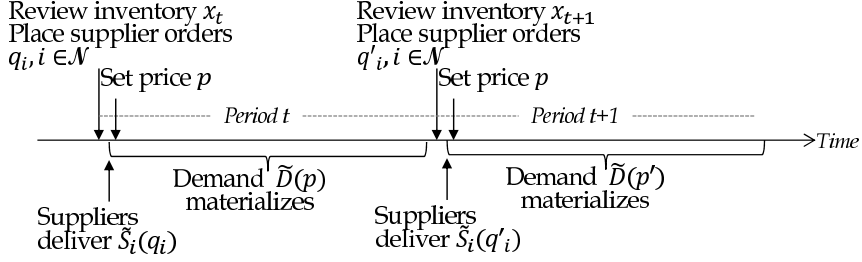 Review inventory x_t
Place supplier orders
q_i, i ∈𝒩
Set price p
Period t
Review inventory x_{t+1}
Place supplier orders
q'_i, i ∈𝒩
Set price p
Period t+1
Time
Demand D̃(p)
materializes
Demand D̃(p')
materializes
Suppliers
deliver S̃_i(q_i)
Suppliers
deliver S̃_i(q'_i)